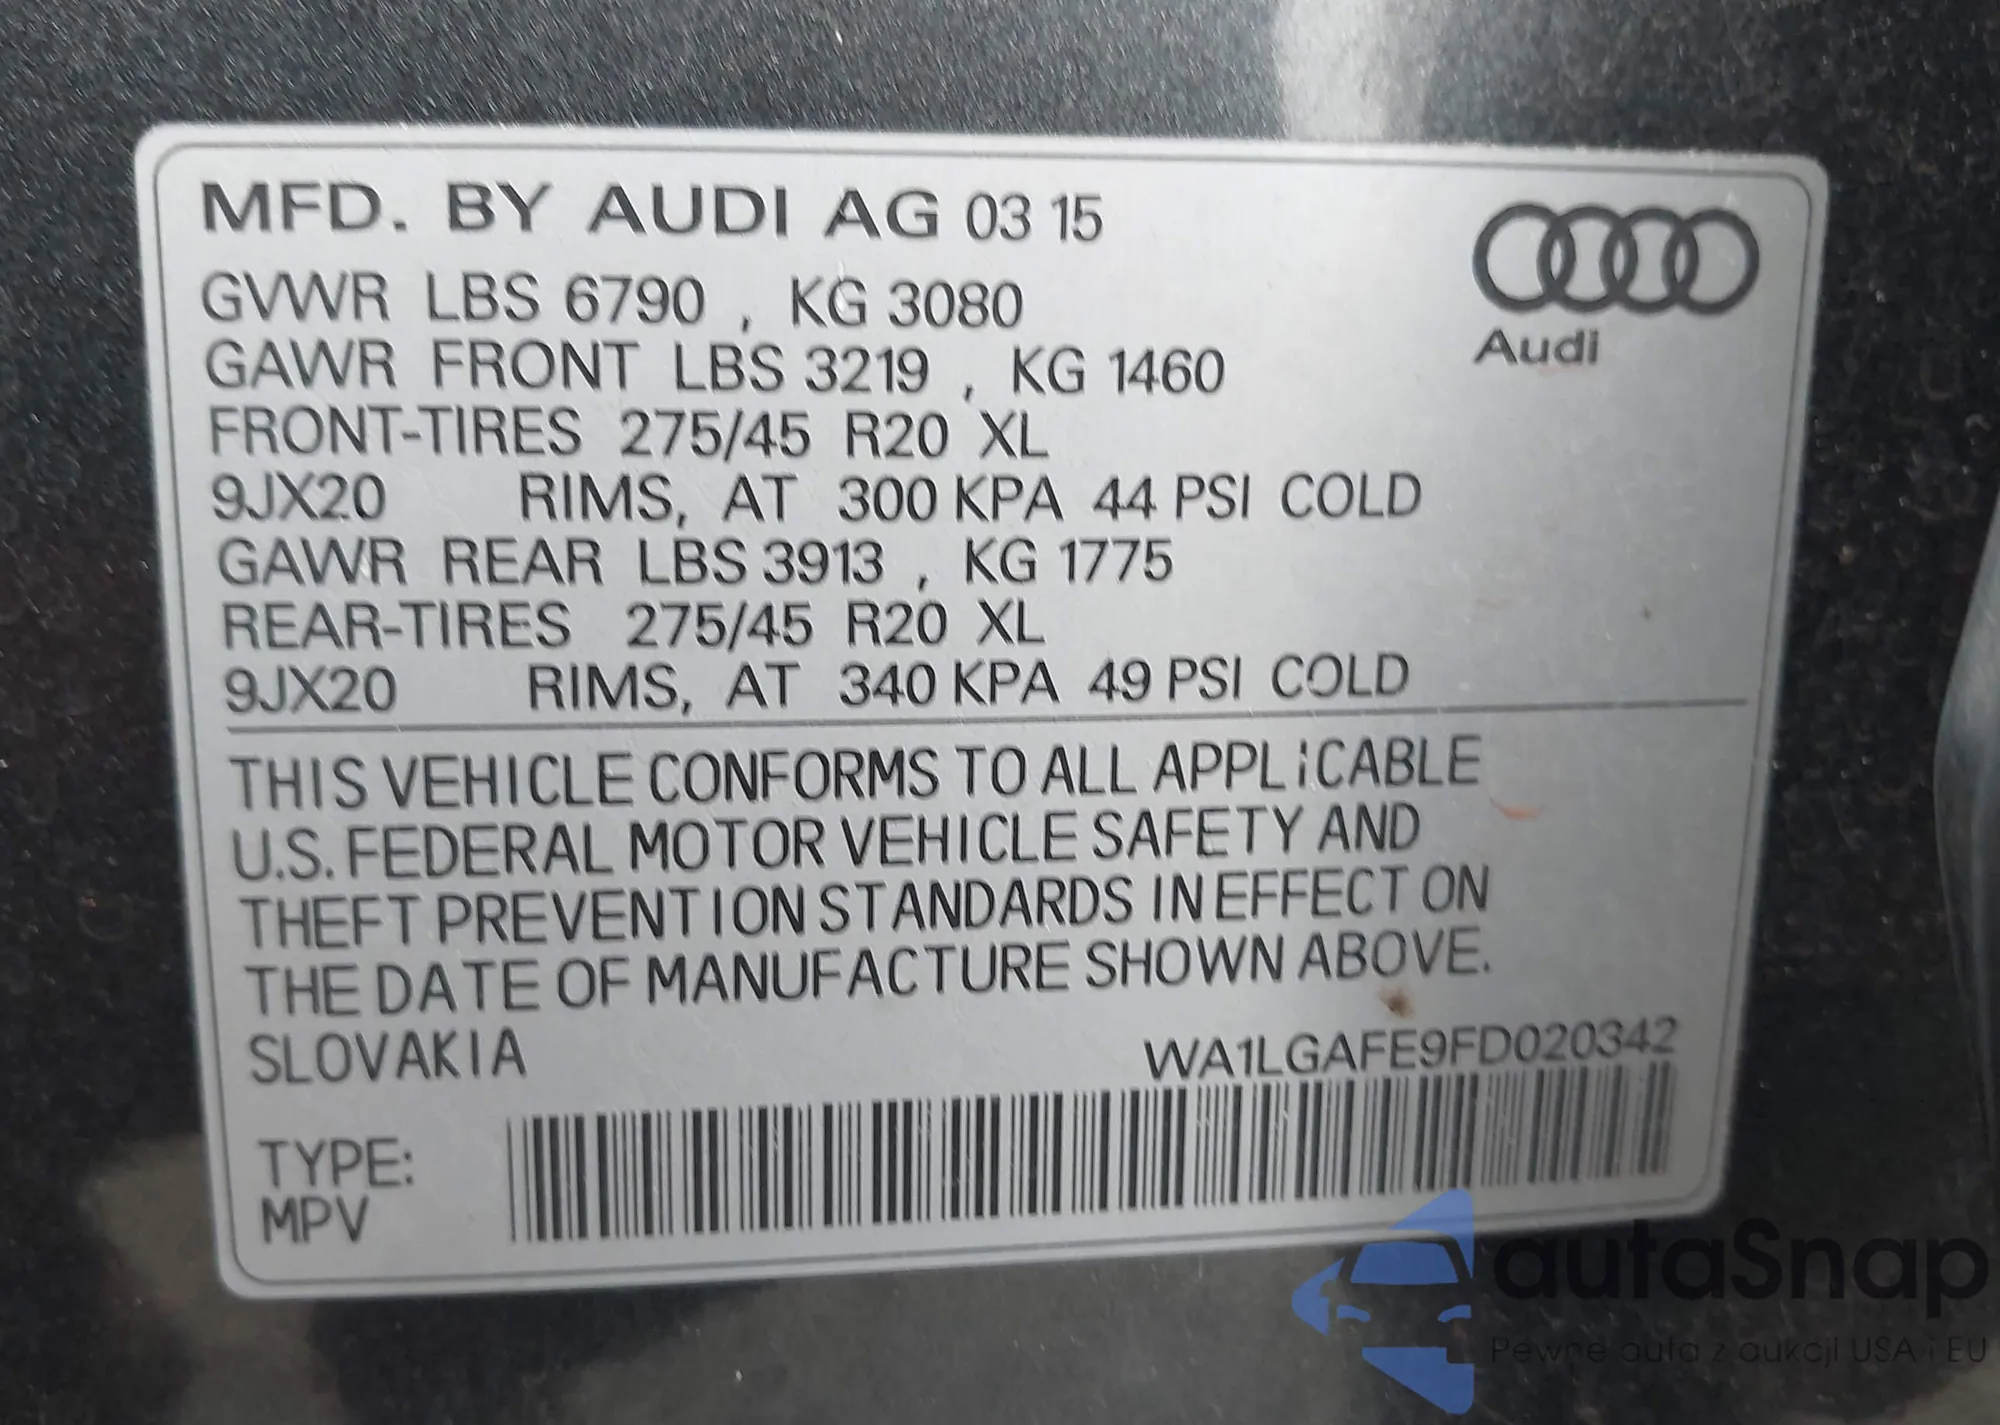 MFD. BY AUDI AG 03 15
GVWR LBS 6790 , KG 3080
GAWR FRONT LBS 3219 , KG 1460
FRONT-TIRES 275/45 R20 XL
9JX20 RIMS, AT 300 KPA 44 PSI COLD
GAWR REAR LBS 3913 , KG 1775
REAR-TIRES 275/45 R20 XL
9JX20 RIMS, AT 340 KPA 49 PSI COLD
Audi
THIS VEHICLE CONFORMS TO ALL APPLiCABLE
U.S. FEDERAL MOTOR VEHICLE SAFETY AND
THEFT PREVENTION STANDARDS IN EFFECT ON
THE DATE OF MANUFACTURE SHOWN ABOVE.
SLOVAKIA WA1LGAFE9FD020342
TYPE:
MPV
autaSnap
Pewne auta z aukcji USA i EU